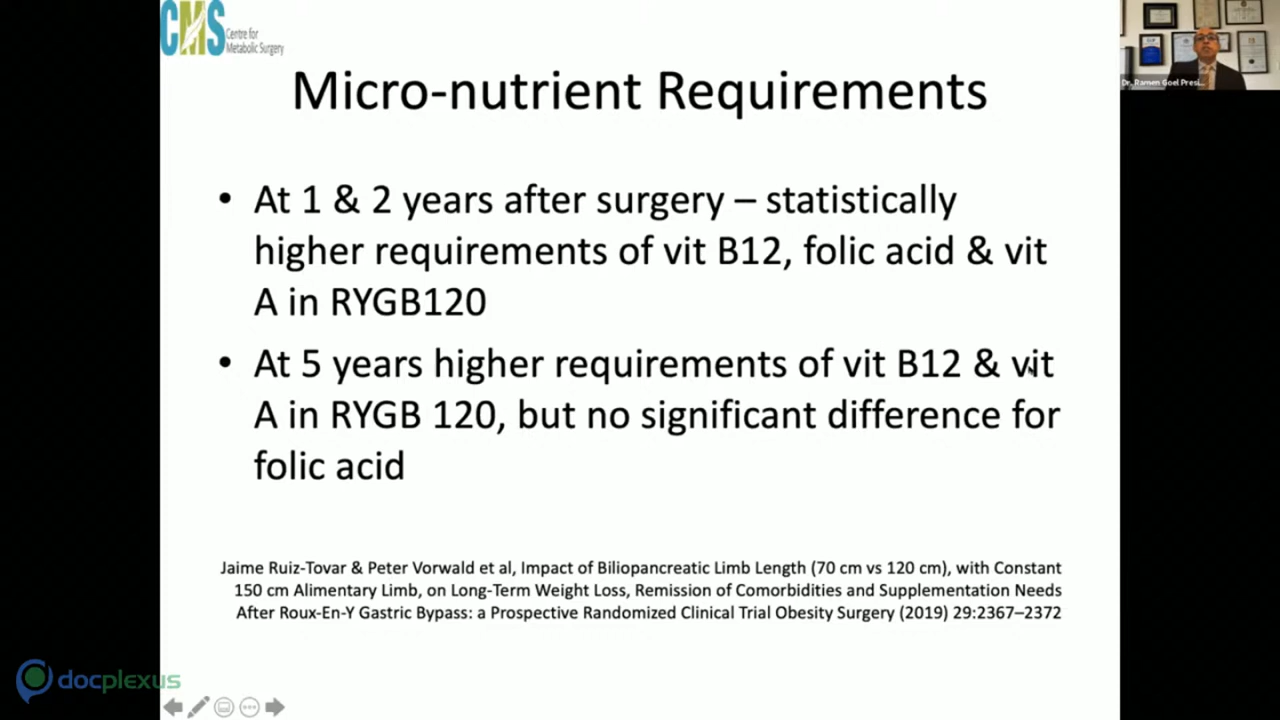 CMS Centre for
Metabolic Surgery
Dr. Ramen Goel Presi...
Micro-nutrient Requirements
• At 1 & 2 years after surgery – statistically
higher requirements of vit B12, folic acid & vit
A in RYGB120
• At 5 years higher requirements of vit B12 & vit
A in RYGB 120, but no significant difference for
folic acid
Jaime Ruiz-Tovar & Peter Vorwald et al, Impact of Biliopancreatic Limb Length (70 cm vs 120 cm), with Constant
150 cm Alimentary Limb, on Long-Term Weight Loss, Remission of Comorbidities and Supplementation Needs
After Roux-En-Y Gastric Bypass: a Prospective Randomized Clinical Trial Obesity Surgery (2019) 29:2367–2372
docplexus